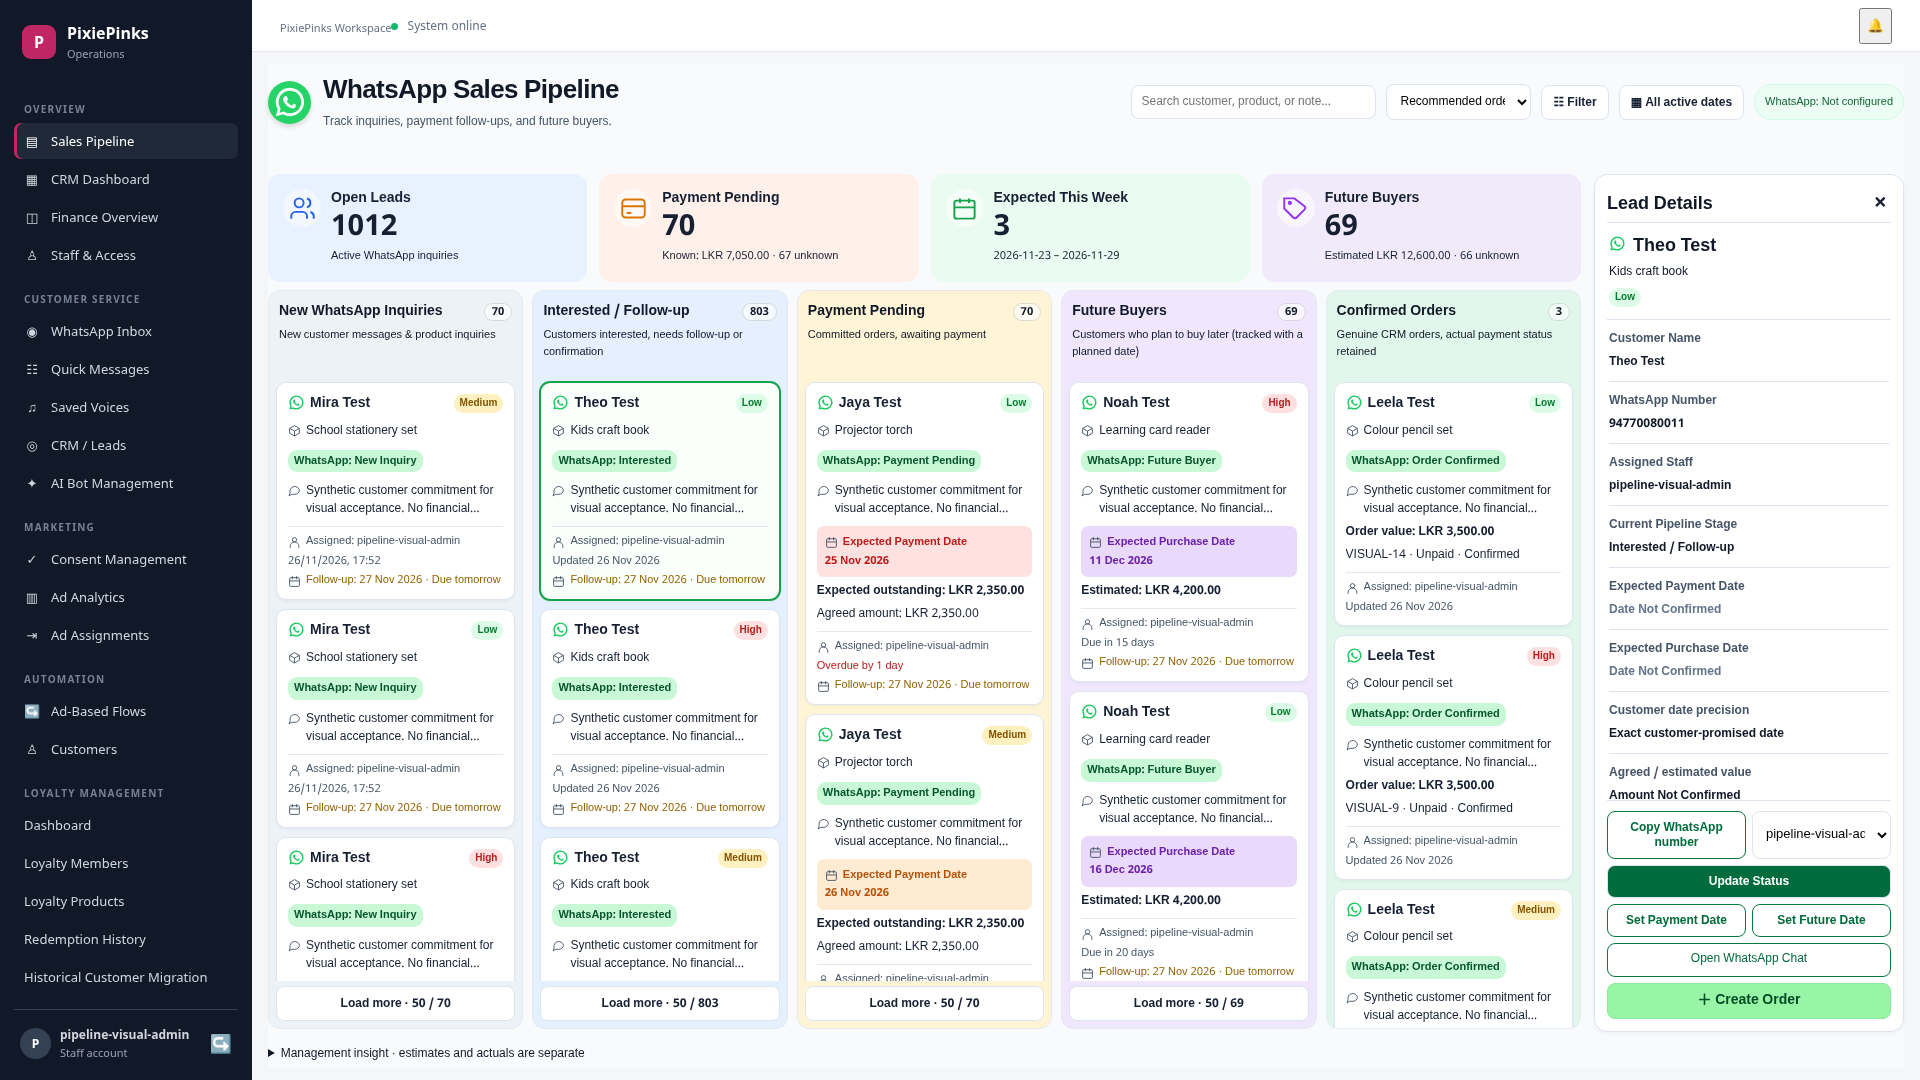 P
PixiePinks
Operations
OVERVIEW
Sales Pipeline
CRM Dashboard
Finance Overview
Staff & Access
CUSTOMER SERVICE
WhatsApp Inbox
Quick Messages
Saved Voices
CRM / Leads
AI Bot Management
MARKETING
Consent Management
Ad Analytics
Ad Assignments
AUTOMATION
Ad-Based Flows
Customers
LOYALTY MANAGEMENT
Dashboard
Loyalty Members
Loyalty Products
Redemption History
Historical Customer Migration
P
pipeline-visual-admin
Staff account
PixiePinks Workspace
System online
WhatsApp Sales Pipeline
Track inquiries, payment follow-ups, and future buyers.
Search customer, product, or note...
Recommended orde
Filter
All active dates
WhatsApp: Not configured
Open Leads
1012
Active WhatsApp inquiries
Payment Pending
70
Known: LKR 7,050.00 · 67 unknown
Expected This Week
3
2026-11-23 – 2026-11-29
Future Buyers
69
Estimated LKR 12,600.00 · 66 unknown
New WhatsApp Inquiries
70
New customer messages & product inquiries
Mira Test
Medium
School stationery set
WhatsApp: New Inquiry
Synthetic customer commitment for
visual acceptance. No financial...
Assigned: pipeline-visual-admin
26/11/2026, 17:52
Follow-up: 27 Nov 2026 · Due tomorrow
Mira Test
Low
School stationery set
WhatsApp: New Inquiry
Synthetic customer commitment for
visual acceptance. No financial...
Assigned: pipeline-visual-admin
26/11/2026, 17:52
Follow-up: 27 Nov 2026 · Due tomorrow
Mira Test
High
School stationery set
WhatsApp: New Inquiry
Synthetic customer commitment for
visual acceptance. No financial...
Load more · 50 / 70
Interested / Follow-up
803
Customers interested, needs follow-up or
confirmation
Theo Test
Low
Kids craft book
WhatsApp: Interested
Synthetic customer commitment for
visual acceptance. No financial...
Assigned: pipeline-visual-admin
Updated 26 Nov 2026
Follow-up: 27 Nov 2026 · Due tomorrow
Theo Test
High
Kids craft book
WhatsApp: Interested
Synthetic customer commitment for
visual acceptance. No financial...
Assigned: pipeline-visual-admin
Updated 26 Nov 2026
Follow-up: 27 Nov 2026 · Due tomorrow
Theo Test
Medium
Kids craft book
WhatsApp: Interested
Synthetic customer commitment for
visual acceptance. No financial...
Load more · 50 / 803
Payment Pending
70
Committed orders, awaiting payment
Jaya Test
Low
Projector torch
WhatsApp: Payment Pending
Synthetic customer commitment for
visual acceptance. No financial...
Expected Payment Date
25 Nov 2026
Expected outstanding: LKR 2,350.00
Agreed amount: LKR 2,350.00
Assigned: pipeline-visual-admin
Overdue by 1 day
Follow-up: 27 Nov 2026 · Due tomorrow
Jaya Test
Medium
Projector torch
WhatsApp: Payment Pending
Synthetic customer commitment for
visual acceptance. No financial...
Expected Payment Date
26 Nov 2026
Expected outstanding: LKR 2,350.00
Agreed amount: LKR 2,350.00
Assigned: pipeline-visual-admin
Load more · 50 / 70
Future Buyers
69
Customers who plan to buy later (tracked with a
planned date)
Noah Test
High
Learning card reader
WhatsApp: Future Buyer
Synthetic customer commitment for
visual acceptance. No financial...
Expected Purchase Date
11 Dec 2026
Estimated: LKR 4,200.00
Assigned: pipeline-visual-admin
Due in 15 days
Follow-up: 27 Nov 2026 · Due tomorrow
Noah Test
Low
Learning card reader
WhatsApp: Future Buyer
Synthetic customer commitment for
visual acceptance. No financial...
Expected Purchase Date
16 Dec 2026
Estimated: LKR 4,200.00
Assigned: pipeline-visual-admin
Due in 20 days
Follow-up: 27 Nov 2026 · Due tomorrow
Load more · 50 / 69
Confirmed Orders
3
Genuine CRM orders, actual payment status
retained
Leela Test
Low
Colour pencil set
WhatsApp: Order Confirmed
Synthetic customer commitment for
visual acceptance. No financial...
Order value: LKR 3,500.00
VISUAL-14 · Unpaid · Confirmed
Assigned: pipeline-visual-admin
Updated 26 Nov 2026
Leela Test
High
Colour pencil set
WhatsApp: Order Confirmed
Synthetic customer commitment for
visual acceptance. No financial...
Order value: LKR 3,500.00
VISUAL-9 · Unpaid · Confirmed
Assigned: pipeline-visual-admin
Updated 26 Nov 2026
Leela Test
Medium
Colour pencil set
WhatsApp: Order Confirmed
Synthetic customer commitment for
visual acceptance. No financial...
Lead Details
×
Theo Test
Kids craft book
Low
Customer Name
Theo Test
WhatsApp Number
94770080011
Assigned Staff
pipeline-visual-admin
Current Pipeline Stage
Interested / Follow-up
Expected Payment Date
Date Not Confirmed
Expected Purchase Date
Date Not Confirmed
Customer date precision
Exact customer-promised date
Agreed / estimated value
Amount Not Confirmed
Copy WhatsApp
number
pipeline-visual-ad
Update Status
Set Payment Date
Set Future Date
Open WhatsApp Chat
+ Create Order
Management insight · estimates and actuals are separate